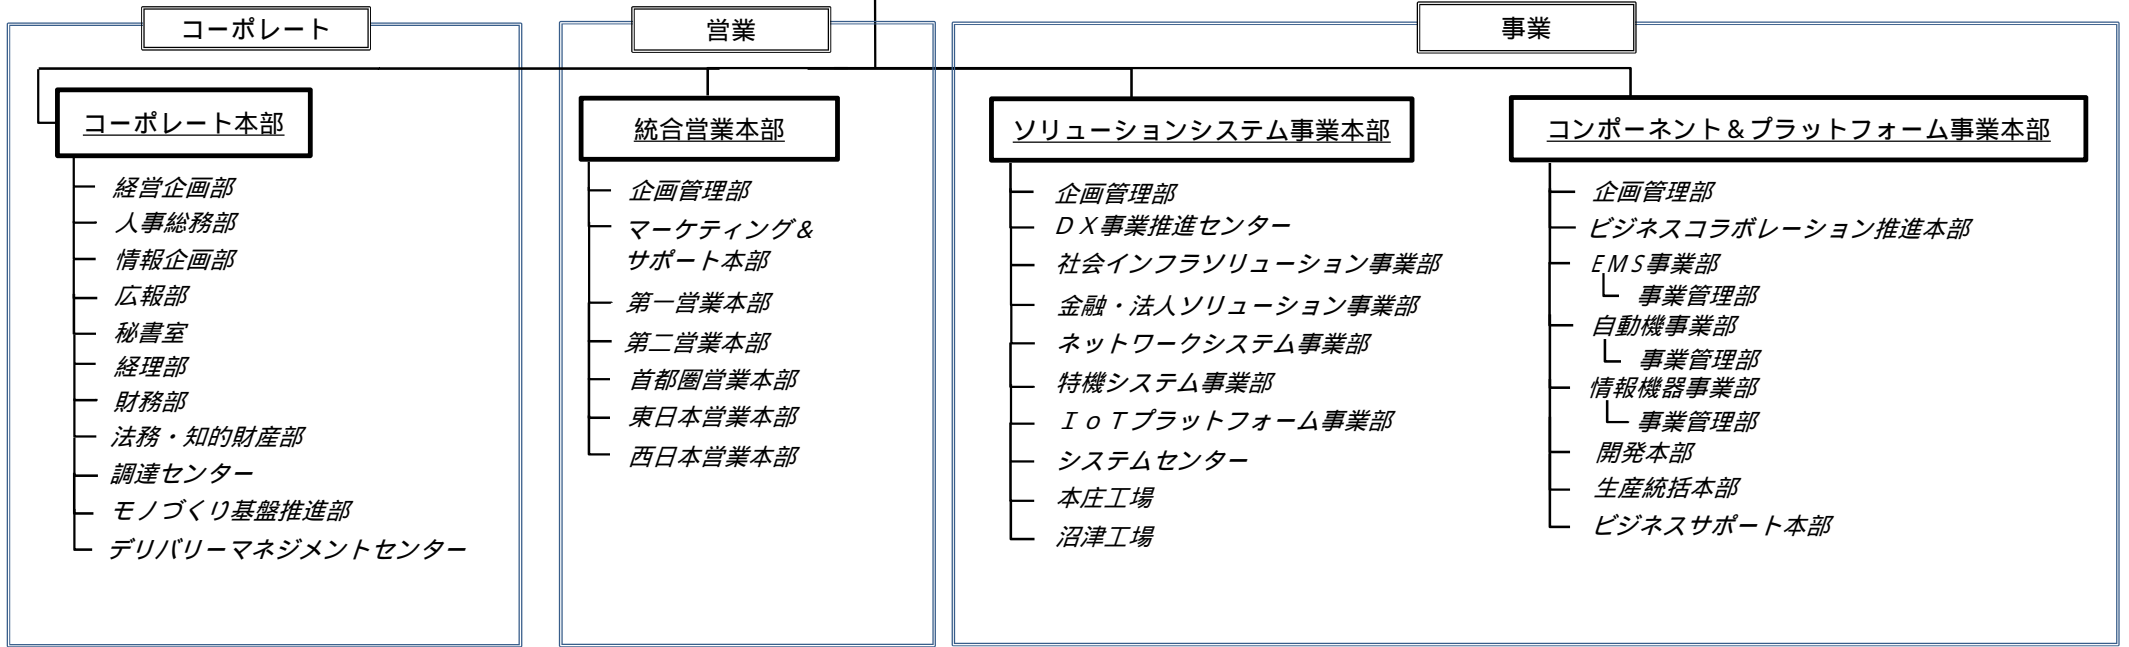 コーポレート
コーポレート本部
経営企画部
人事総務部
情報企画部
広報部
秘書室
経理部
財務部
法務・知的財産部
調達センター
モノづくり基盤推進部
デリバリーマネジメントセンター
営業
統合営業本部
企画管理部
マーケティング&
サポート本部
第一営業本部
第二営業本部
首都圏営業本部
東日本営業本部
西日本営業本部
事業
ソリューションシステム事業本部
企画管理部
DX事業推進センター
社会インフラソリューション事業部
金融・法人ソリューション事業部
ネットワークシステム事業部
特機システム事業部
IoTプラットフォーム事業部
システムセンター
本庄工場
沼津工場
コンポーネント&プラットフォーム事業本部
企画管理部
ビジネスコラボレーション推進本部
EMS事業部
事業管理部
自動機事業部
事業管理部
情報機器事業部
事業管理部
開発本部
生産統括本部
ビジネスサポート本部